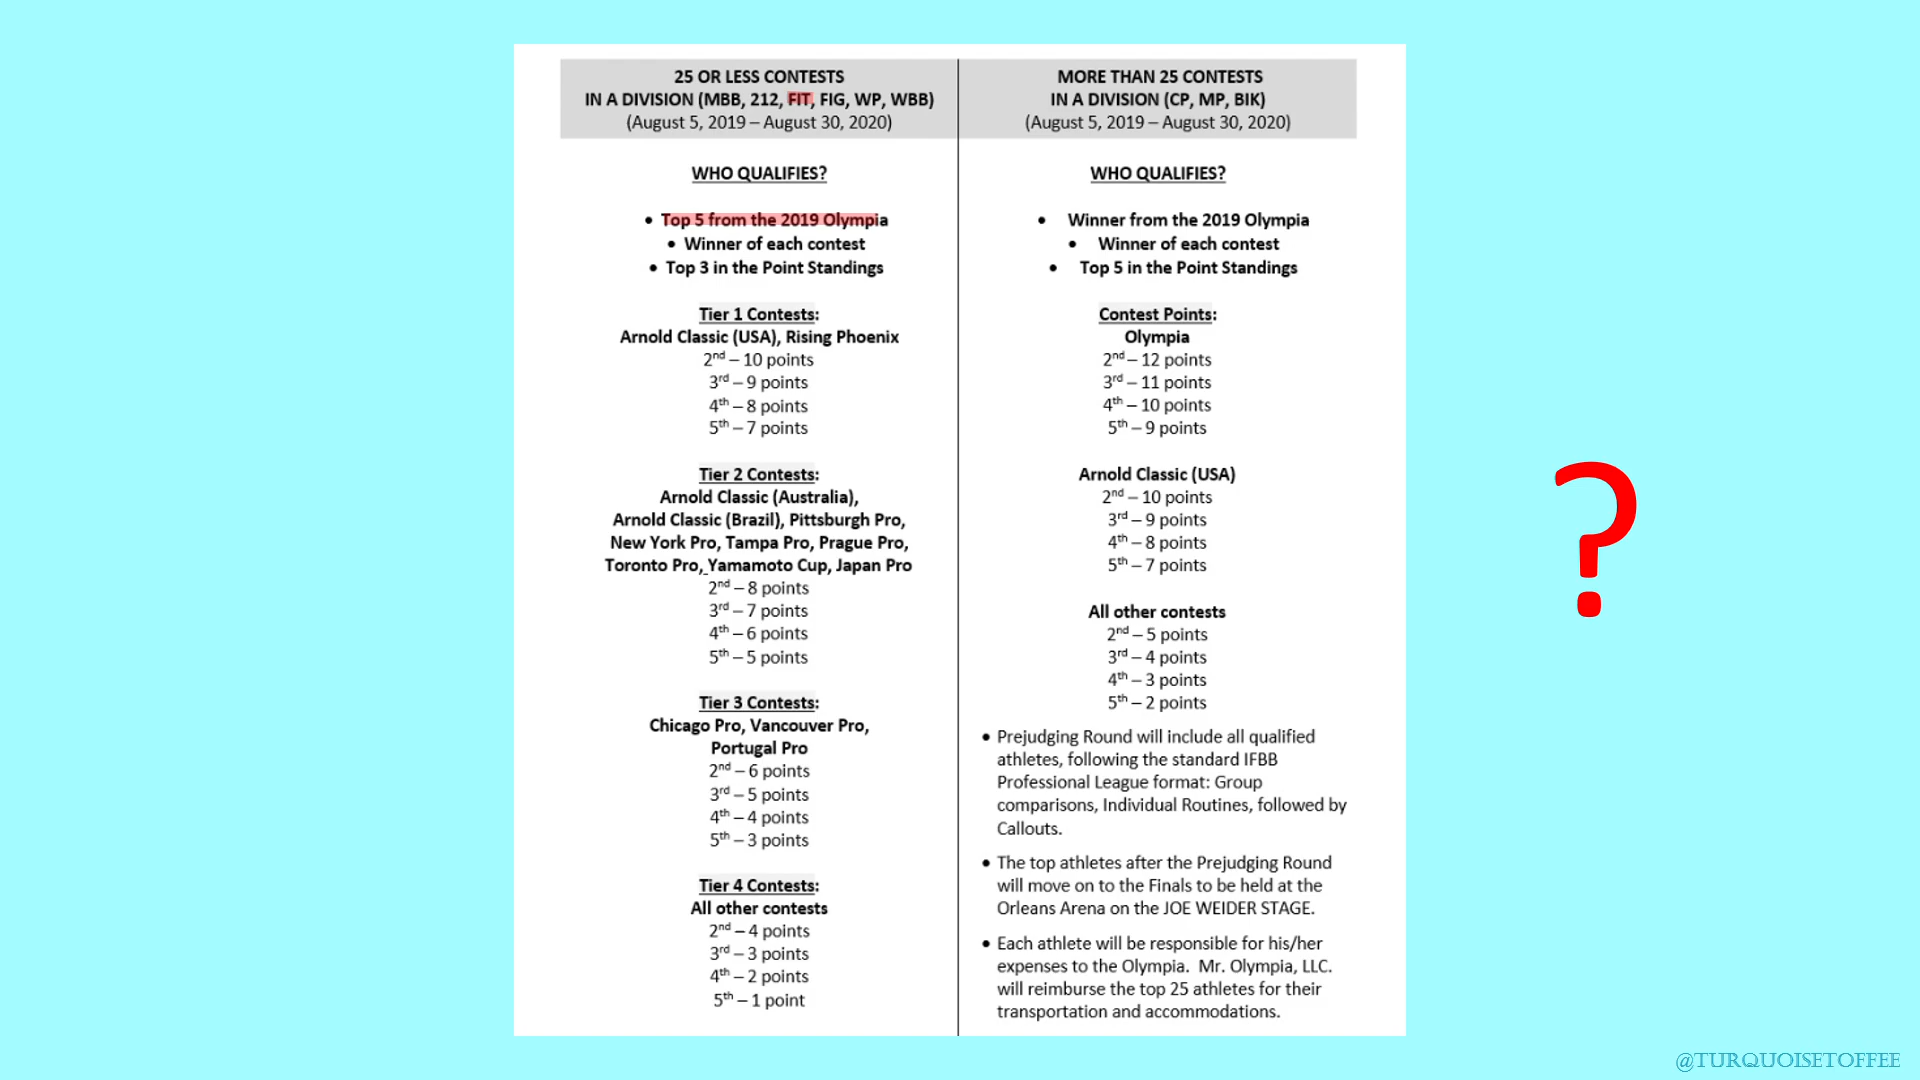 25 OR LESS CONTESTS
IN A DIVISION (MBB, 212, FIT, FIG, WP, WBB)
(August 5, 2019 – August 30, 2020)
WHO QUALIFIES?
• Top 5 from the 2019 Olympia
• Winner of each contest
• Top 3 in the Point Standings
Tier 1 Contests:
Arnold Classic (USA), Rising Phoenix
2nd – 10 points
3rd – 9 points
4th – 8 points
5th – 7 points
Tier 2 Contests:
Arnold Classic (Australia),
Arnold Classic (Brazil), Pittsburgh Pro,
New York Pro, Tampa Pro, Prague Pro,
Toronto Pro, Yamamoto Cup, Japan Pro
2nd – 8 points
3rd – 7 points
4th – 6 points
5th – 5 points
Tier 3 Contests:
Chicago Pro, Vancouver Pro,
Portugal Pro
2nd – 6 points
3rd – 5 points
4th – 4 points
5th – 3 points
Tier 4 Contests:
All other contests
2nd – 4 points
3rd – 3 points
4th – 2 points
5th – 1 point
MORE THAN 25 CONTESTS
IN A DIVISION (CP, MP, BIK)
(August 5, 2019 – August 30, 2020)
WHO QUALIFIES?
• Winner from the 2019 Olympia
• Winner of each contest
• Top 5 in the Point Standings
Contest Points:
Olympia
2nd – 12 points
3rd – 11 points
4th – 10 points
5th – 9 points
Arnold Classic (USA)
2nd – 10 points
3rd – 9 points
4th – 8 points
5th – 7 points
All other contests
2nd – 5 points
3rd – 4 points
4th – 3 points
5th – 2 points
• Prejudging Round will include all qualified
athletes, following the standard IFBB
Professional League format: Group
comparisons, Individual Routines, followed by
Callouts.
• The top athletes after the Prejudging Round
will move on to the Finals to be held at the
Orleans Arena on the JOE WEIDER STAGE.
• Each athlete will be responsible for his/her
expenses to the Olympia. Mr. Olympia, LLC.
will reimburse the top 25 athletes for their
transportation and accommodations.
?
@TURQUOISETOFFEE